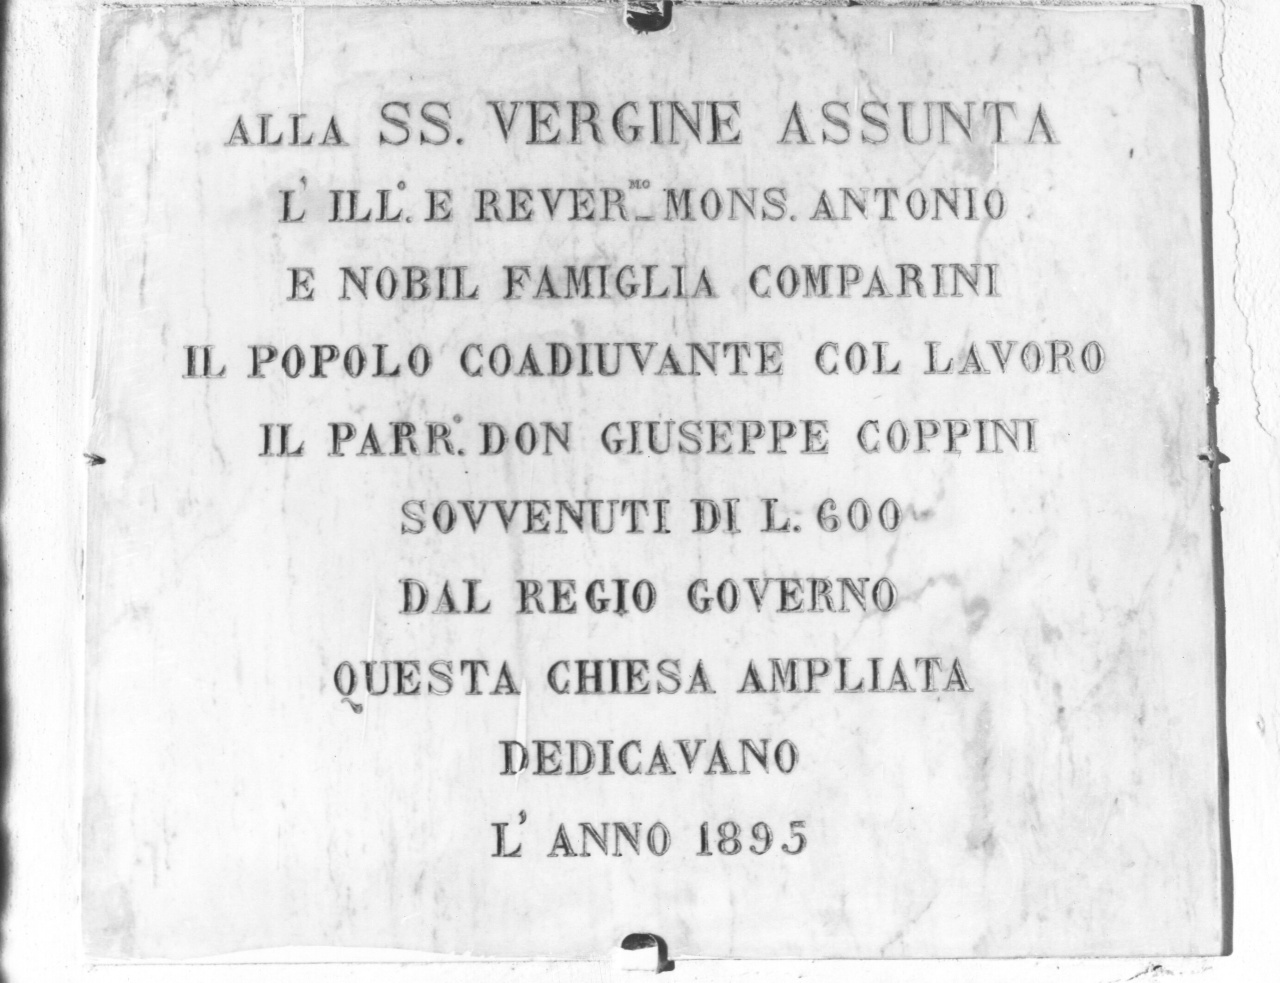 ALLA SS. VERGINE ASSUNTA
L' ILL.° E REVER.MO MONS. ANTONIO
E NOBIL FAMIGLIA COMPARINI
IL POPOLO COADIUVANTE COL LAVORO
IL PARR.° DON GIUSEPPE COPPINI
SOVVENUTI DI L. 600
DAL REGIO GOVERNO
QUESTA CHIESA AMPLIATA
DEDICAVANO
L' ANNO 1895